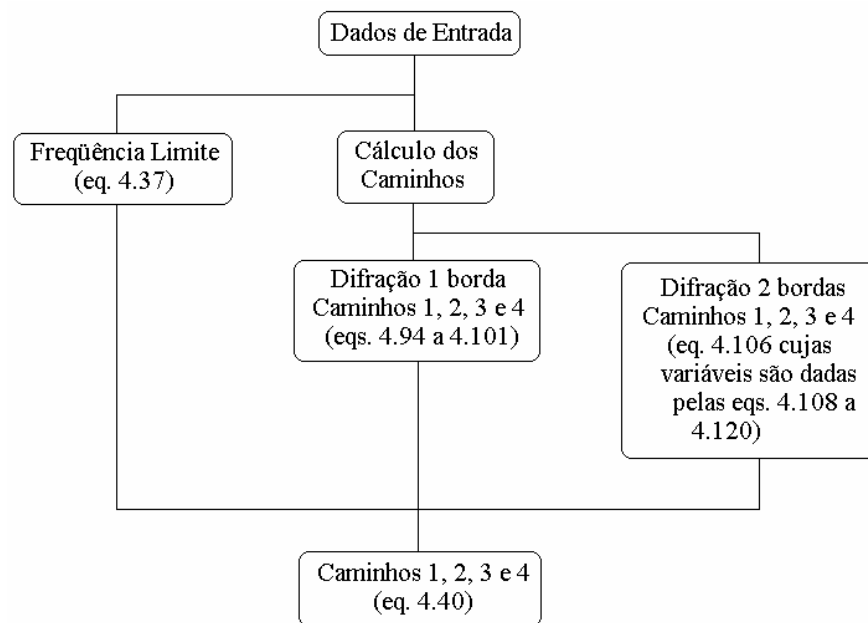 Dados de Entrada
Freqüência Limite
(eq. 4.37)
Cálculo dos
Caminhos
Difração 1 borda
Caminhos 1, 2, 3 e 4
(eqs. 4.94 a 4.101)
Difração 2 bordas
Caminhos 1, 2, 3 e 4
(eq. 4.106 cujas
variáveis são dadas
pelas eqs. 4.108 a
4.120)
Caminhos 1, 2, 3 e 4
(eq. 4.40)